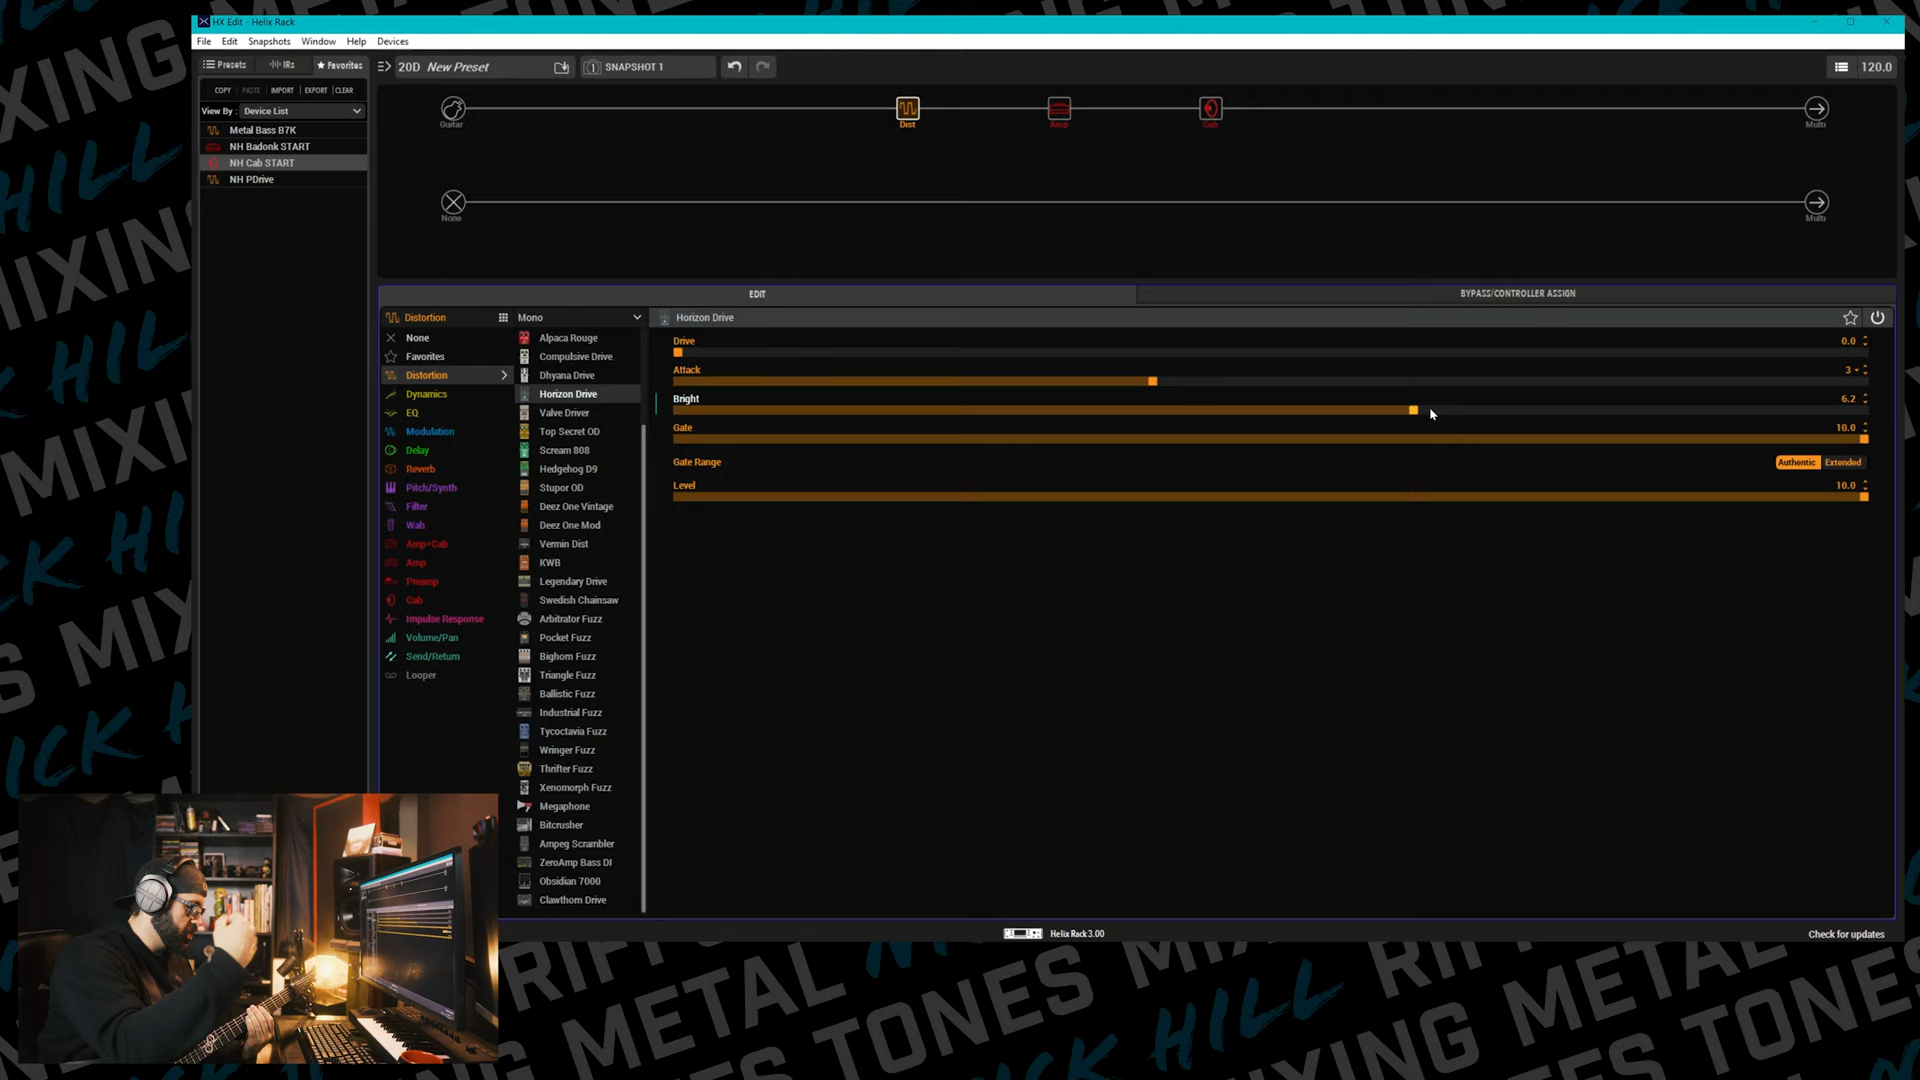 HX Edit - Helix Rack
File Edit Snapshots Window Help Devices
Presets IRs Favorites
20D New Preset
1 SNAPSHOT 1
120.0
COPY PASTE IMPORT EXPORT CLEAR
View By : Device List
Metal Bass B7K
NH Badonk START
NH Cab START
NH PDrive
Guitar Dist Amp Cab Multi
None Multi
EDIT BYPASS/CONTROLLER ASSIGN
Distortion
None
Favorites
Distortion
Dynamics
EQ
Modulation
Delay
Reverb
Pitch/Synth
Filter
Wah
Amp+Cab
Amp
Preamp
Cab
Impulse Response
Volume/Pan
Send/Return
Looper
Mono
Alpaca Rouge
Compulsive Drive
Dhyana Drive
Horizon Drive
Valve Driver
Top Secret OD
Scream 808
Hedgehog D9
Stupor OD
Deez One Vintage
Deez One Mod
Vermin Dist
KWB
Legendary Drive
Swedish Chainsaw
Arbitrator Fuzz
Pocket Fuzz
Bighorn Fuzz
Triangle Fuzz
Ballistic Fuzz
Industrial Fuzz
Tycoctavia Fuzz
Wringer Fuzz
Thrifter Fuzz
Xenomorph Fuzz
Megaphone
Bitcrusher
Ampeg Scrambler
ZeroAmp Bass DI
Obsidian 7000
Clawthorn Drive
Horizon Drive
Drive 0.0
Attack 3
Bright 6.2
Gate 10.0
Gate Range Authentic Extended
Level 10.0
Helix Rack 3.00
Check for updates
MIXING
HILL
METAL
TONES
HILL
MIXING